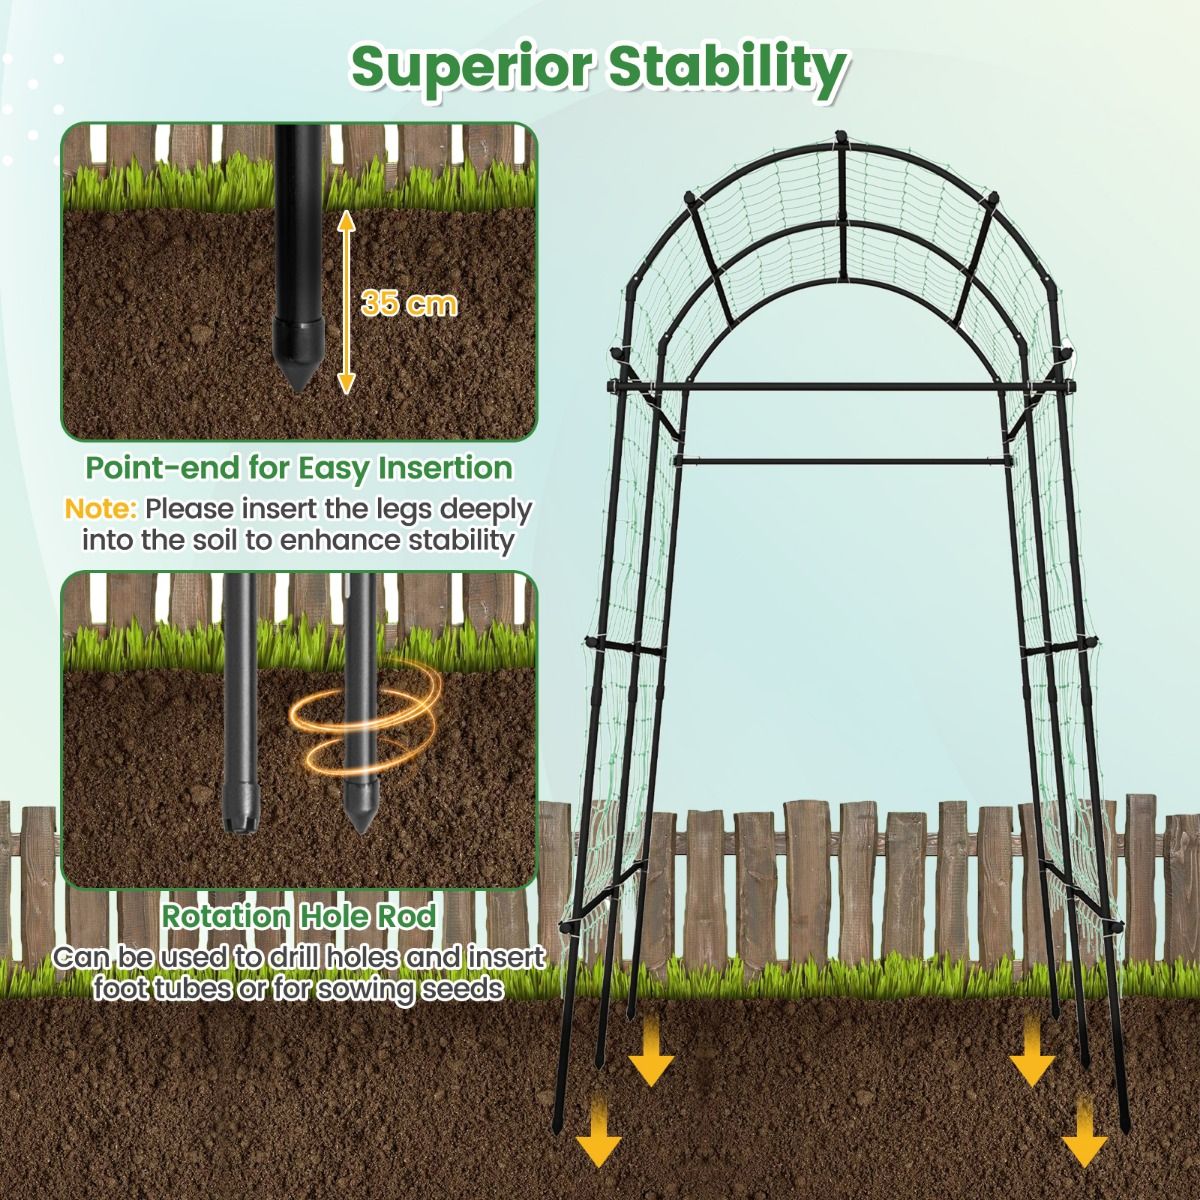 Superior Stability
35 cm
Point-end for Easy Insertion
Note: Please insert the legs deeply
into the soil to enhance stability
Rotation Hole Rod
Can be used to drill holes and insert
foot tubes or for sowing seeds